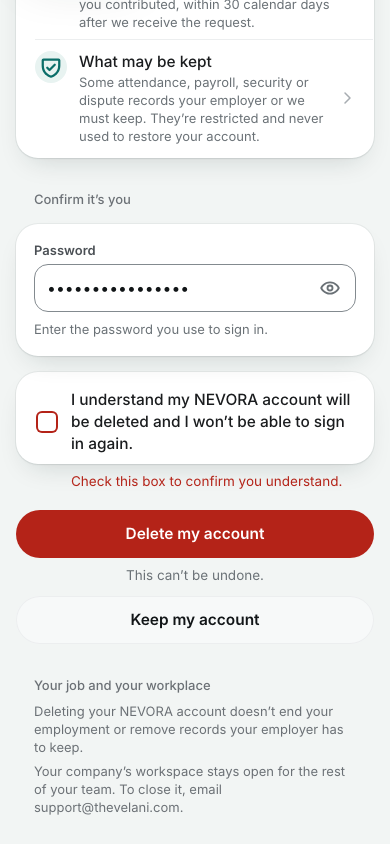 you contributed, within 30 calendar days
after we receive the request.
What may be kept
Some attendance, payroll, security or
dispute records your employer or we
must keep. They’re restricted and never
used to restore your account.
Confirm it’s you
Password
••••••••••••••••
Enter the password you use to sign in.
I understand my NEVORA account will
be deleted and I won’t be able to sign
in again.
Check this box to confirm you understand.
Delete my account
This can’t be undone.
Keep my account
Your job and your workplace
Deleting your NEVORA account doesn’t end your
employment or remove records your employer has
to keep.
Your company’s workspace stays open for the rest
of your team. To close it, email
support@thevelani.com.